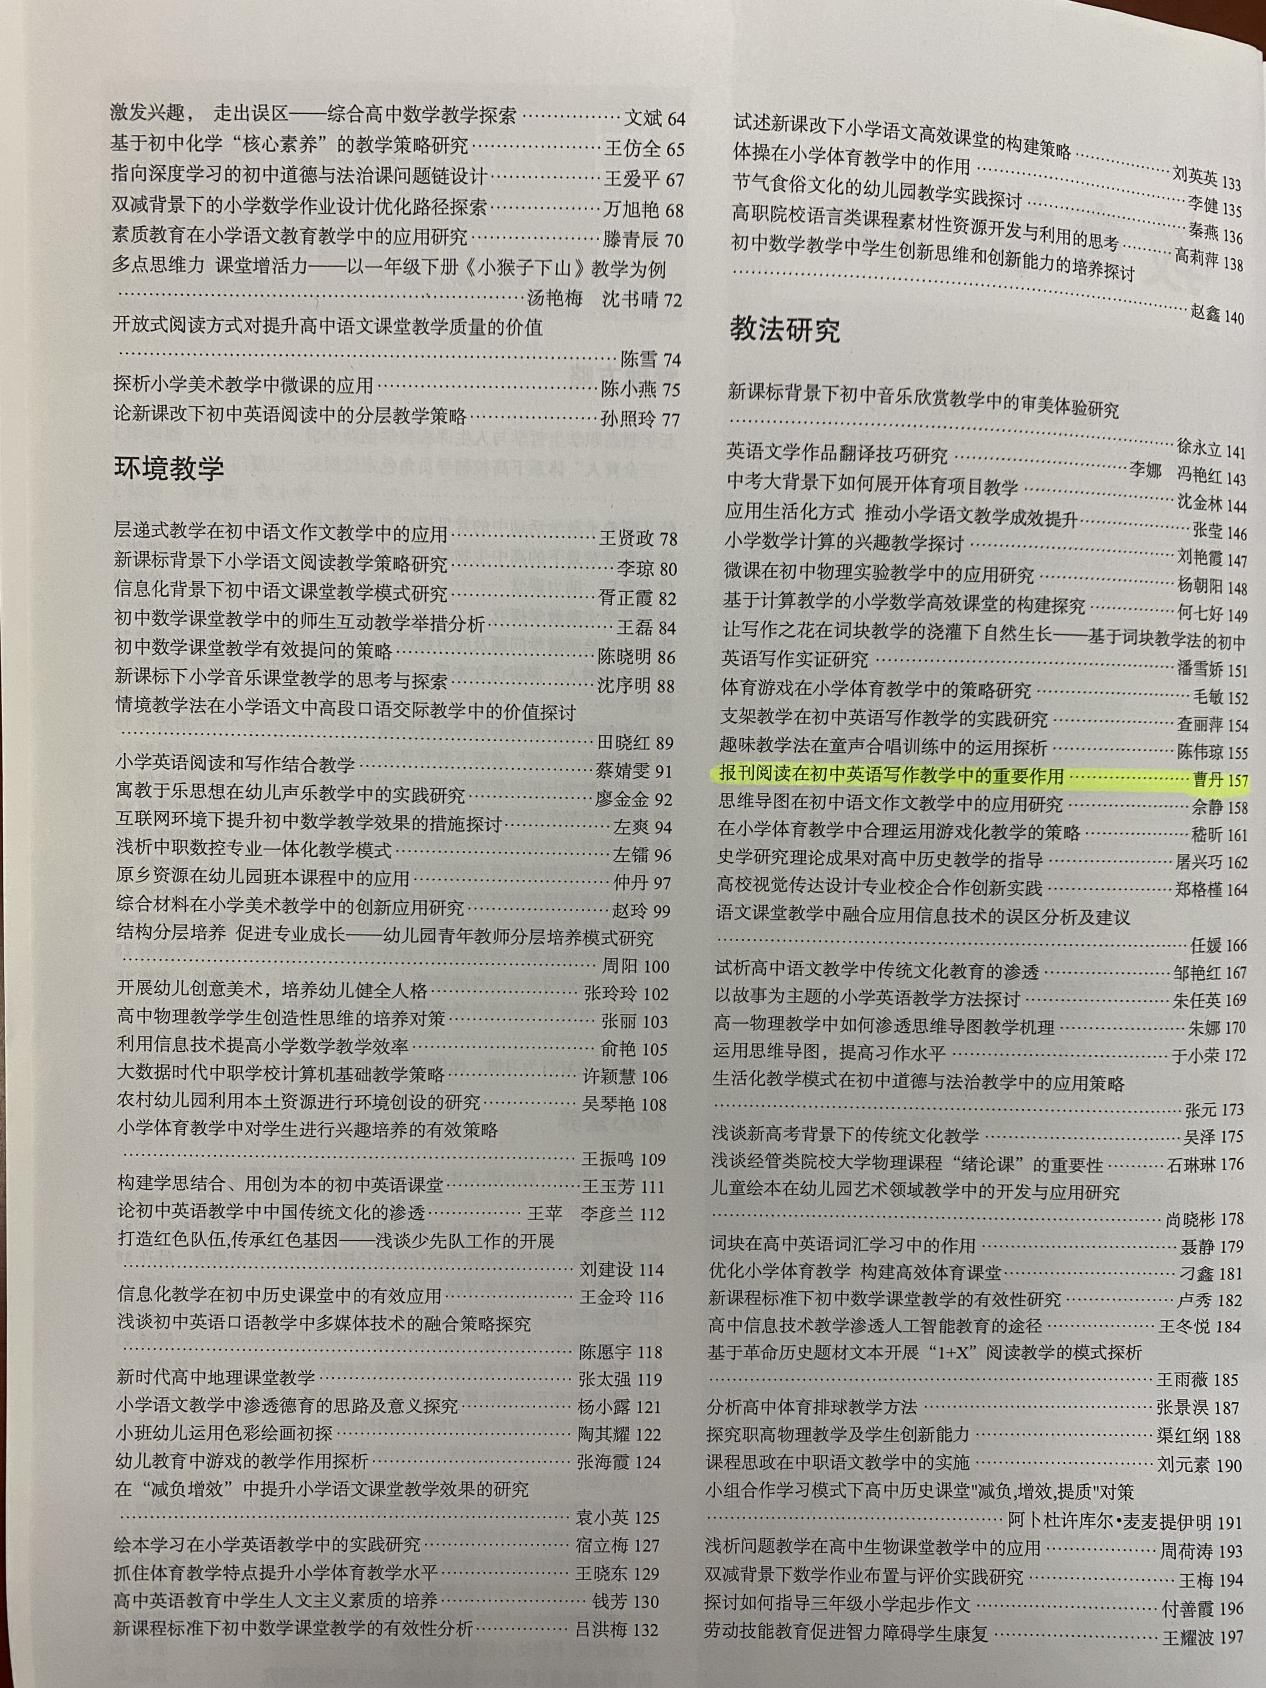 激发兴趣， 走出误区——综合高中数学教学探索 ················ 文斌 64
基于初中化学“核心素养”的教学策略研究 ···················· 王仿全 65
指向深度学习的初中道德与法治课问题链设计 ················· 王爱平 67
双减背景下的小学数学作业设计优化路径探索 ················· 万旭艳 68
素质教育在小学语文教育教学中的应用研究 ···················· 滕青辰 70
多点思维力 课堂增活力——以一年级下册《小猴子下山》教学为例
································································ 汤艳梅 沈书晴 72
开放式阅读方式对提升高中语文课堂教学质量的价值
································································ 陈雪 74
探析小学美术教学中微课的应用 ································· 陈小燕 75
论新课改下初中英语阅读中的分层教学策略 ···················· 孙照玲 77
环境教学
层递式教学在初中语文作文教学中的应用 ······················· 王贤政 78
新课标背景下小学语文阅读教学策略研究 ······················· 李琼 80
信息化背景下初中语文课堂教学模式研究 ······················· 胥正霞 82
初中数学课堂教学中的师生互动教学举措分析 ················· 王磊 84
初中数学课堂教学有效提问的策略 ······························ 陈晓明 86
新课标下小学音乐课堂教学的思考与探索 ······················· 沈序明 88
情境教学法在小学语文中高段口语交际教学中的价值探讨
································································ 田晓红 89
小学英语阅读和写作结合教学 ···································· 蔡婧雯 91
寓教于乐思想在幼儿声乐教学中的实践研究 ···················· 廖金金 92
互联网环境下提升初中数学教学效果的措施探讨 ·············· 左爽 94
浅析中职数控专业一体化教学模式 ······························ 左镭 96
原乡资源在幼儿园班本课程中的应用 ··························· 仲丹 97
综合材料在小学美术教学中的创新应用研究 ···················· 赵玲 99
结构分层培养 促进专业成长——幼儿园青年教师分层培养模式研究
································································ 周阳 100
开展幼儿创意美术，培养幼儿健全人格 ·························· 张玲玲 102
高中物理教学学生创造性思维的培养对策 ······················· 张丽 103
利用信息技术提高小学数学教学效率 ··························· 俞艳 105
大数据时代中职学校计算机基础教学策略 ······················· 许颖慧 106
农村幼儿园利用本土资源进行环境创设的研究 ················· 吴琴艳 108
小学体育教学中对学生进行兴趣培养的有效策略
································································ 王振鸣 109
构建学思结合、用创为本的初中英语课堂 ······················· 王玉芳 111
论初中英语教学中中国传统文化的渗透 ················ 王苹 李彦兰 112
打造红色队伍,传承红色基因——浅谈少先队工作的开展
································································ 刘建设 114
信息化教学在初中历史课堂中的有效应用 ······················· 王金玲 116
浅谈初中英语口语教学中多媒体技术的融合策略探究
································································ 陈愿宇 118
新时代高中地理课堂教学 ·········································· 张太强 119
小学语文教学中渗透德育的思路及意义探究 ···················· 杨小露 121
小班幼儿运用色彩绘画初探 ······································· 陶其耀 122
幼儿教育中游戏的教学作用探析 ································· 张海霞 124
在“减负增效”中提升小学语文课堂教学效果的研究
································································ 袁小英 125
绘本学习在小学英语教学中的实践研究 ·························· 宿立梅 127
抓住体育教学特点提升小学体育教学水平 ······················· 王晓东 129
高中英语教育中学生人文主义素质的培养 ······················· 钱芳 130
新课程标准下初中数学课堂教学的有效性分析 ················· 吕洪梅 132
试述新课改下小学语文高效课堂的构建策略 ···················· 刘英英 133
体操在小学体育教学中的作用 ···································· 李健 135
节气食俗文化的幼儿园教学实践探讨 ··························· 秦燕 136
高职院校语言类课程素材性资源开发与利用的思考 ·········· 高莉萍 138
初中数学教学中学生创新思维和创新能力的培养探讨
································································ 赵鑫 140
教法研究
新课标背景下初中音乐欣赏教学中的审美体验研究
································································ 徐永立 141
英语文学作品翻译技巧研究 ······························ 李娜 冯艳红 143
中考大背景下如何展开体育项目教学 ··························· 沈金林 144
应用生活化方式 推动小学语文教学成效提升 ················· 张莹 146
小学数学计算的兴趣教学探讨 ···································· 刘艳霞 147
微课在初中物理实验教学中的应用研究 ·························· 杨朝阳 148
基于计算教学的小学数学高效课堂的构建探究 ················· 何七好 149
让写作之花在词块教学的浇灌下自然生长——基于词块教学法的初中
英语写作实证研究 ················································ 潘雪娇 151
体育游戏在小学体育教学中的策略研究 ·························· 毛敏 152
支架教学在初中英语写作教学的实践研究 ······················· 查丽萍 154
趣味教学法在童声合唱训练中的运用探析 ······················· 陈伟琼 155
报刊阅读在初中英语写作教学中的重要作用 ···················· 曹丹 157
思维导图在初中语文作文教学中的应用研究 ···················· 佘静 158
在小学体育教学中合理运用游戏化教学的策略 ················· 嵇昕 161
史学研究理论成果对高中历史教学的指导 ······················· 屠兴巧 162
高校视觉传达设计专业校企合作创新实践 ······················· 郑格槿 164
语文课堂教学中融合应用信息技术的误区分析及建议
································································ 任媛 166
试析高中语文教学中传统文化教育的渗透 ······················· 邹艳红 167
以故事为主题的小学英语教学方法探讨 ·························· 朱任英 169
高一物理教学中如何渗透思维导图教学机理 ···················· 朱娜 170
运用思维导图，提高习作水平 ···································· 于小荣 172
生活化教学模式在初中道德与法治教学中的应用策略
································································ 张元 173
浅谈新高考背景下的传统文化教学 ······························ 吴泽 175
浅谈经管类院校大学物理课程“绪论课”的重要性 ·········· 石琳琳 176
儿童绘本在幼儿园艺术领域教学中的开发与应用研究
································································ 尚晓彬 178
词块在高中英语词汇学习中的作用 ······························ 聂静 179
优化小学体育教学 构建高效体育课堂 ·························· 刁鑫 181
新课程标准下初中数学课堂教学的有效性研究 ················· 卢秀 182
高中信息技术教学渗透人工智能教育的途径 ···················· 王冬悦 184
基于革命历史题材文本开展“1+X”阅读教学的模式探析
································································ 王雨薇 185
分析高中体育排球教学方法 ······································· 张景淏 187
探究职高物理教学及学生创新能力 ······························ 渠红纲 188
课程思政在中职语文教学中的实施 ······························ 刘元素 190
小组合作学习模式下高中历史课堂"减负,增效,提质"对策
·········································· 阿卜杜许库尔•麦麦提伊明 191
浅析问题教学在高中生物课堂教学中的应用 ···················· 周荷涛 193
双减背景下数学作业布置与评价实践研究 ······················· 王梅 194
探讨如何指导三年级小学起步作文 ······························ 付善霞 196
劳动技能教育促进智力障碍学生康复 ··························· 王耀波 197